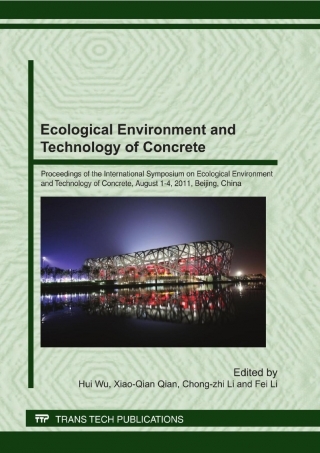 Ecological Environment and
Technology of Concrete
Proceedings of the International Symposium on Ecological Environment
and Technology of Concrete, August 1-4, 2011, Beijing, China
Edited by
Hui Wu, Xiao-Qian Qian, Chong-zhi Li and Fei Li
TTP TRANS TECH PUBLICATIONS